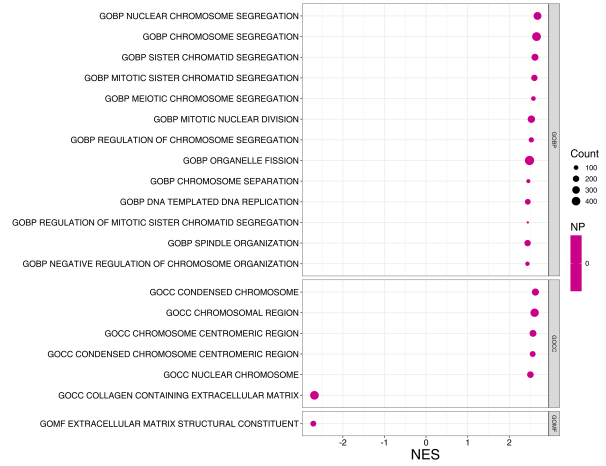 GOBP NUCLEAR CHROMOSOME SEGREGATION
GOBP CHROMOSOME SEGREGATION
GOBP SISTER CHROMATID SEGREGATION
GOBP MITOTIC SISTER CHROMATID SEGREGATION
GOBP MEIOTIC CHROMOSOME SEGREGATION
GOBP MITOTIC NUCLEAR DIVISION
GOBP REGULATION OF CHROMOSOME SEGREGATION
GOBP ORGANELLE FISSION
GOBP CHROMOSOME SEPARATION
GOBP DNA TEMPLATED DNA REPLICATION
GOBP REGULATION OF MITOTIC SISTER CHROMATID SEGREGATION
GOBP SPINDLE ORGANIZATION
GOBP NEGATIVE REGULATION OF CHROMOSOME ORGANIZATION
GOBP
GOCC CONDENSED CHROMOSOME
GOCC CHROMOSOMAL REGION
GOCC CHROMOSOME CENTROMERIC REGION
GOCC CONDENSED CHROMOSOME CENTROMERIC REGION
GOCC NUCLEAR CHROMOSOME
GOCC COLLAGEN CONTAINING EXTRACELLULAR MATRIX
GOCC
GOMF EXTRACELLULAR MATRIX STRUCTURAL CONSTITUENT
GOMF
-2 -1 0 1 2
NES
Count
100
200
300
400
NP
0